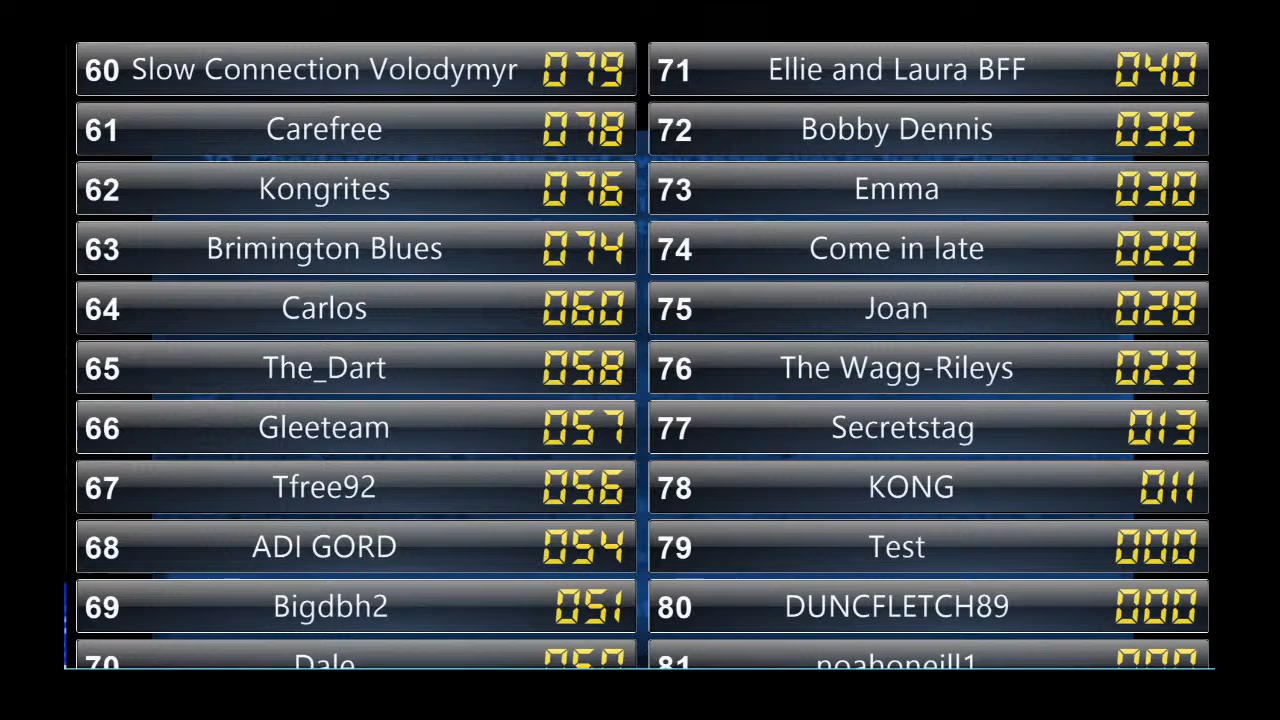 60 Slow Connection Volodymyr 079
61 Carefree 078
62 Kongrites 076
63 Brimington Blues 074
64 Carlos 060
65 The_Dart 058
66 Gleeteam 057
67 Tfree92 056
68 ADI GORD 054
69 Bigdbh2 051
70 Dale 050
71 Ellie and Laura BFF 040
72 Bobby Dennis 035
73 Emma 030
74 Come in late 029
75 Joan 028
76 The Wagg-Rileys 023
77 Secretstag 013
78 KONG 011
79 Test 000
80 DUNCFLETCH89 000
81 noahoneill1 000